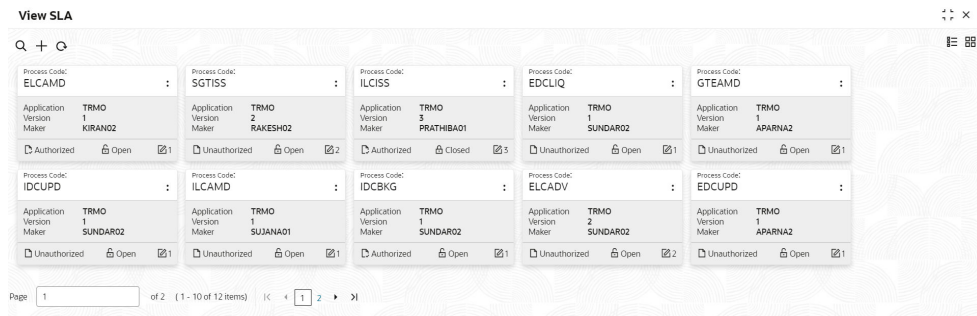 View SLA
Process Code:
ELCAMD
Application TRMO
Version 1
Maker KIRAN02
Authorized Open 1
Process Code:
SGTISS
Application TRMO
Version 2
Maker RAKESH02
Unauthorized Open 2
Process Code:
ILCISS
Application TRMO
Version 3
Maker PRATHIBA01
Authorized Closed 3
Process Code:
EDCLIQ
Application TRMO
Version 1
Maker SUNDAR02
Unauthorized Open 1
Process Code:
GTEAMD
Application TRMO
Version 1
Maker APARNA2
Unauthorized Open 1
Process Code:
IDCUPD
Application TRMO
Version 1
Maker SUNDAR02
Unauthorized Open 1
Process Code:
ILCAMD
Application TRMO
Version 1
Maker SUJANA01
Unauthorized Open 1
Process Code:
IDCBKG
Application TRMO
Version 1
Maker SUNDAR02
Authorized Open 1
Process Code:
ELCADV
Application TRMO
Version 2
Maker SUNDAR02
Unauthorized Open 2
Process Code:
EDCUPD
Application TRMO
Version 1
Maker APARNA2
Unauthorized Open 1
Page 1 of 2 (1 - 10 of 12 items) 1 2